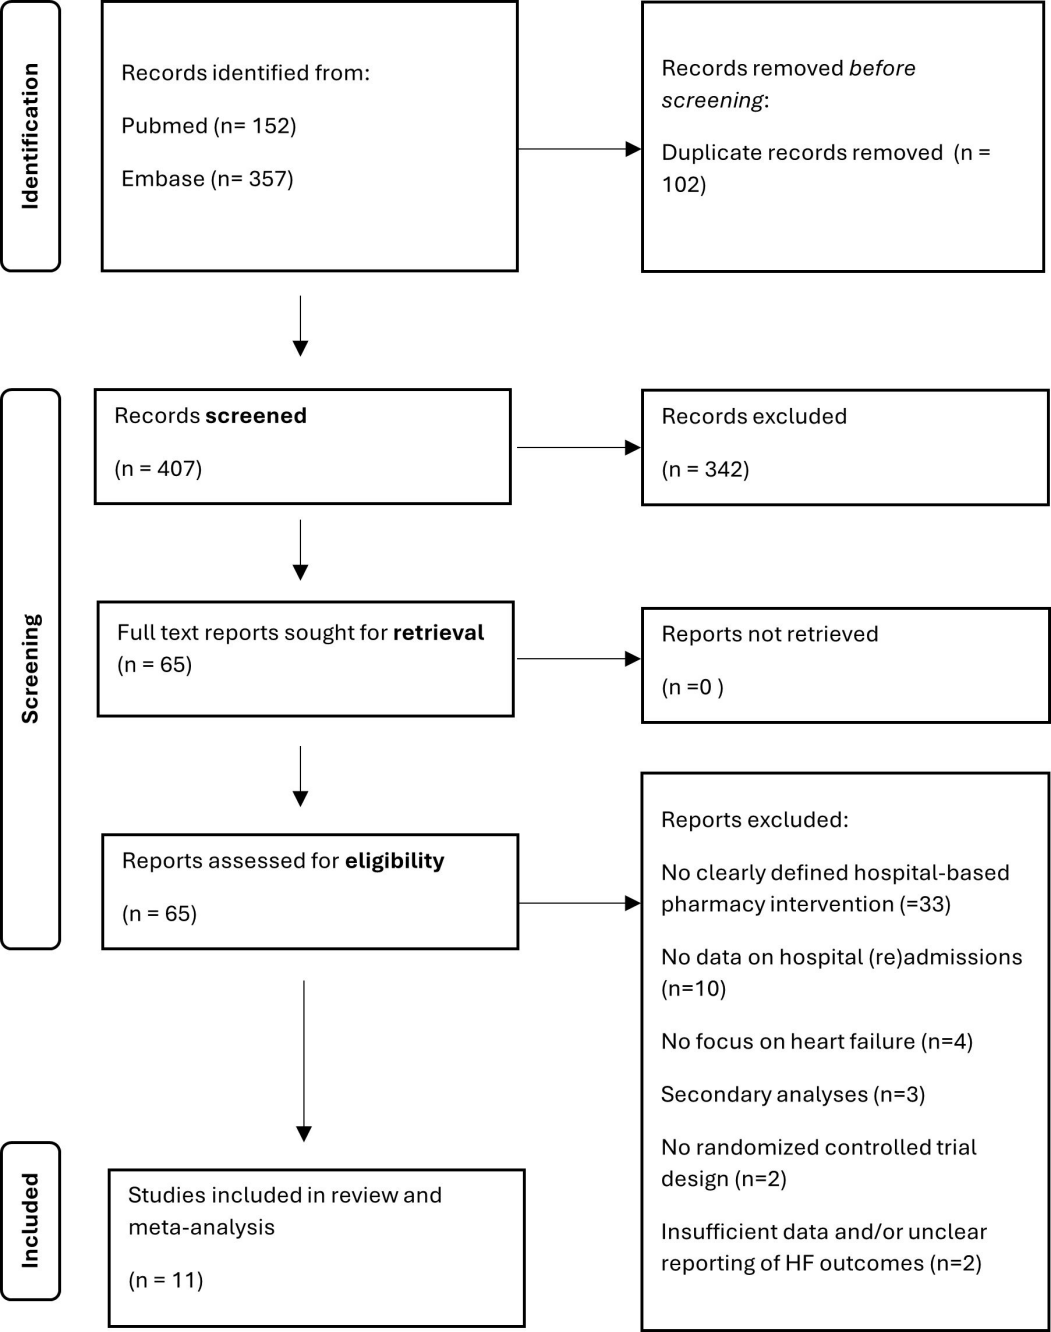 Identification
Records identified from:
Pubmed (n= 152)
Embase (n= 357)
Records removed before
screening:
Duplicate records removed  (n =
102)
Screening
Records screened
(n = 407)
Records excluded
(n = 342)
Full text reports sought for retrieval
(n = 65)
Reports not retrieved
(n =0 )
Reports assessed for eligibility
(n = 65)
Reports excluded:
No clearly defined hospital-based
pharmacy intervention (=33)
No data on hospital (re)admissions
(n=10)
No focus on heart failure (n=4)
Secondary analyses (n=3)
No randomized controlled trial
design (n=2)
Insufficient data and/or unclear
reporting of HF outcomes (n=2)
Included
Studies included in review and
meta-analysis
(n = 11)